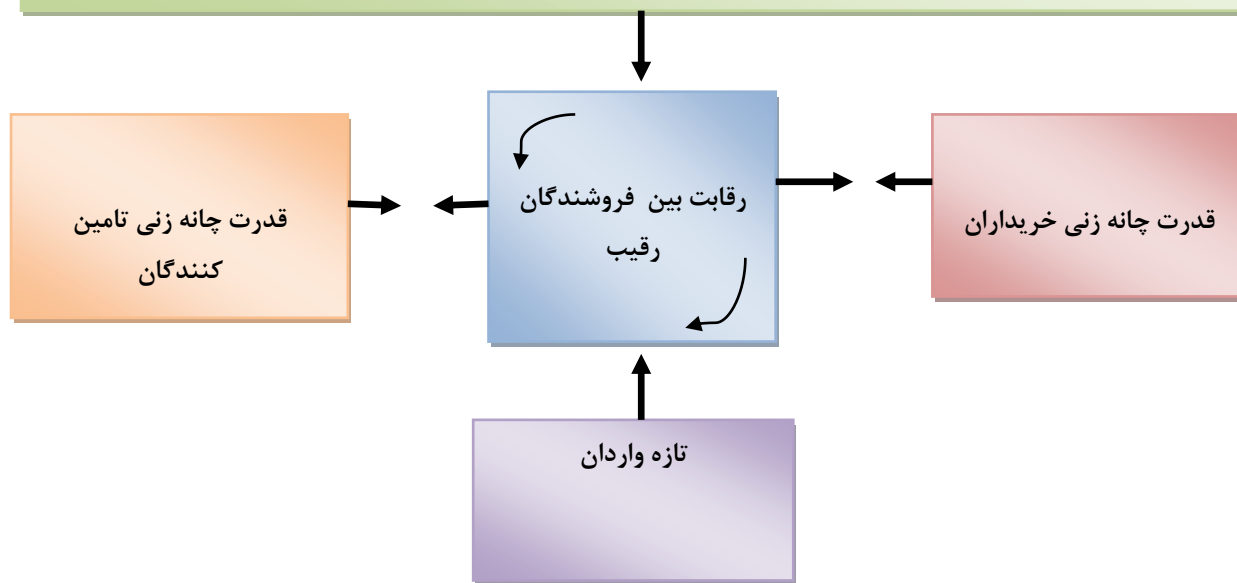 رقابت بین فروشندگان
رقیب
قدرت چانه زنی خریداران
قدرت چانه زنی تامین
کنندگان
تازه واردان